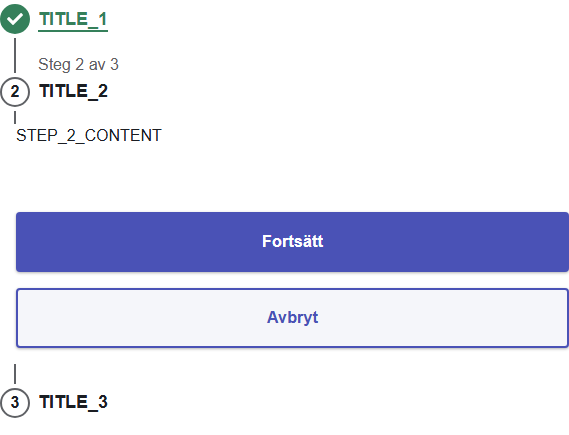 TITLE_1
Steg 2 av 3
2 TITLE_2
STEP_2_CONTENT
Fortsätt
Avbryt
3 TITLE_3